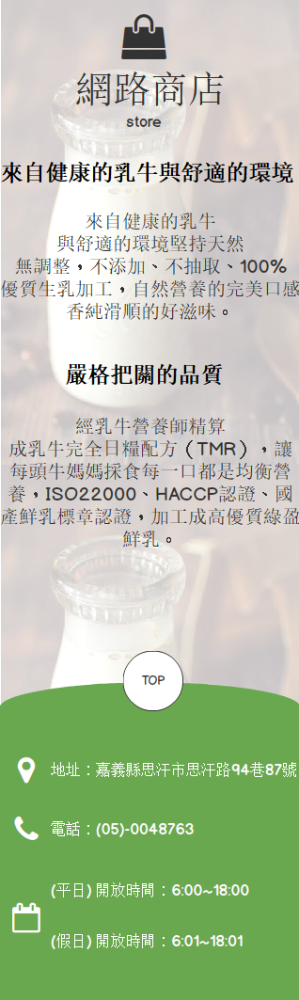 網路商店
store
來自健康的乳牛與舒適的環境
來自健康的乳牛
與舒適的環境堅持天然
無調整，不添加、不抽取、100%
優質生乳加工，自然營養的完美口感
香純滑順的好滋味。
嚴格把關的品質
經乳牛營養師精算
成乳牛完全日糧配方（TMR），讓
每頭牛媽媽採食每一口都是均衡營
養，ISO22000、HACCP認證、國
產鮮乳標章認證，加工成高優質綠盈
鮮乳。
TOP
地址：嘉義縣思汗市思汗路94巷87號
電話：(05)-0048763
(平日) 開放時間：6:00~18:00
(假日) 開放時間：6:01~18:01